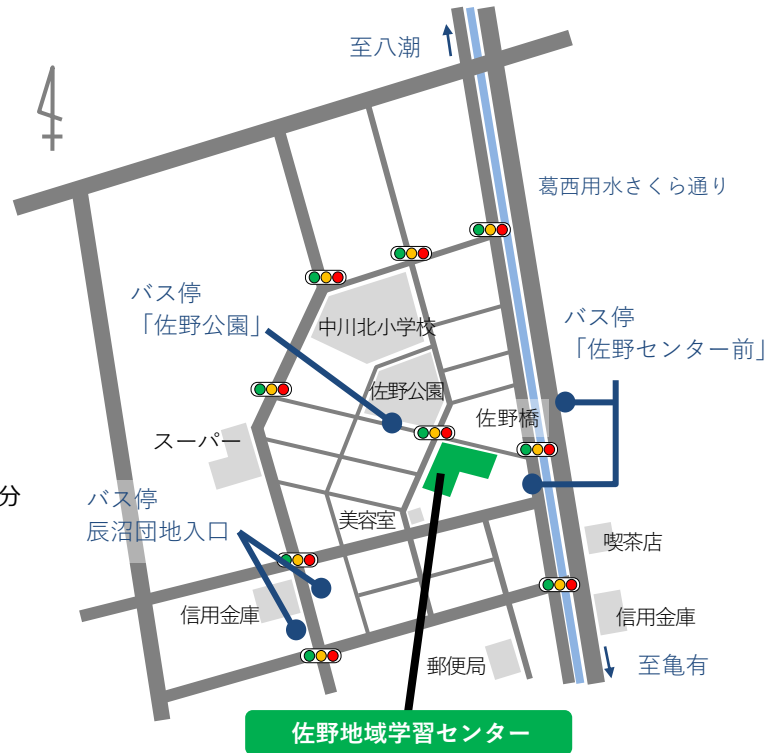 至八潮
葛西用水さくら通り
バス停
「佐野公園」
中川北小学校
バス停
「佐野センター前」
佐野公園
佐野橋
スーパー
分
バス停
辰沼団地入口
美容室
喫茶店
信用金庫
信用金庫
郵便局
至亀有
佐野地域学習センター